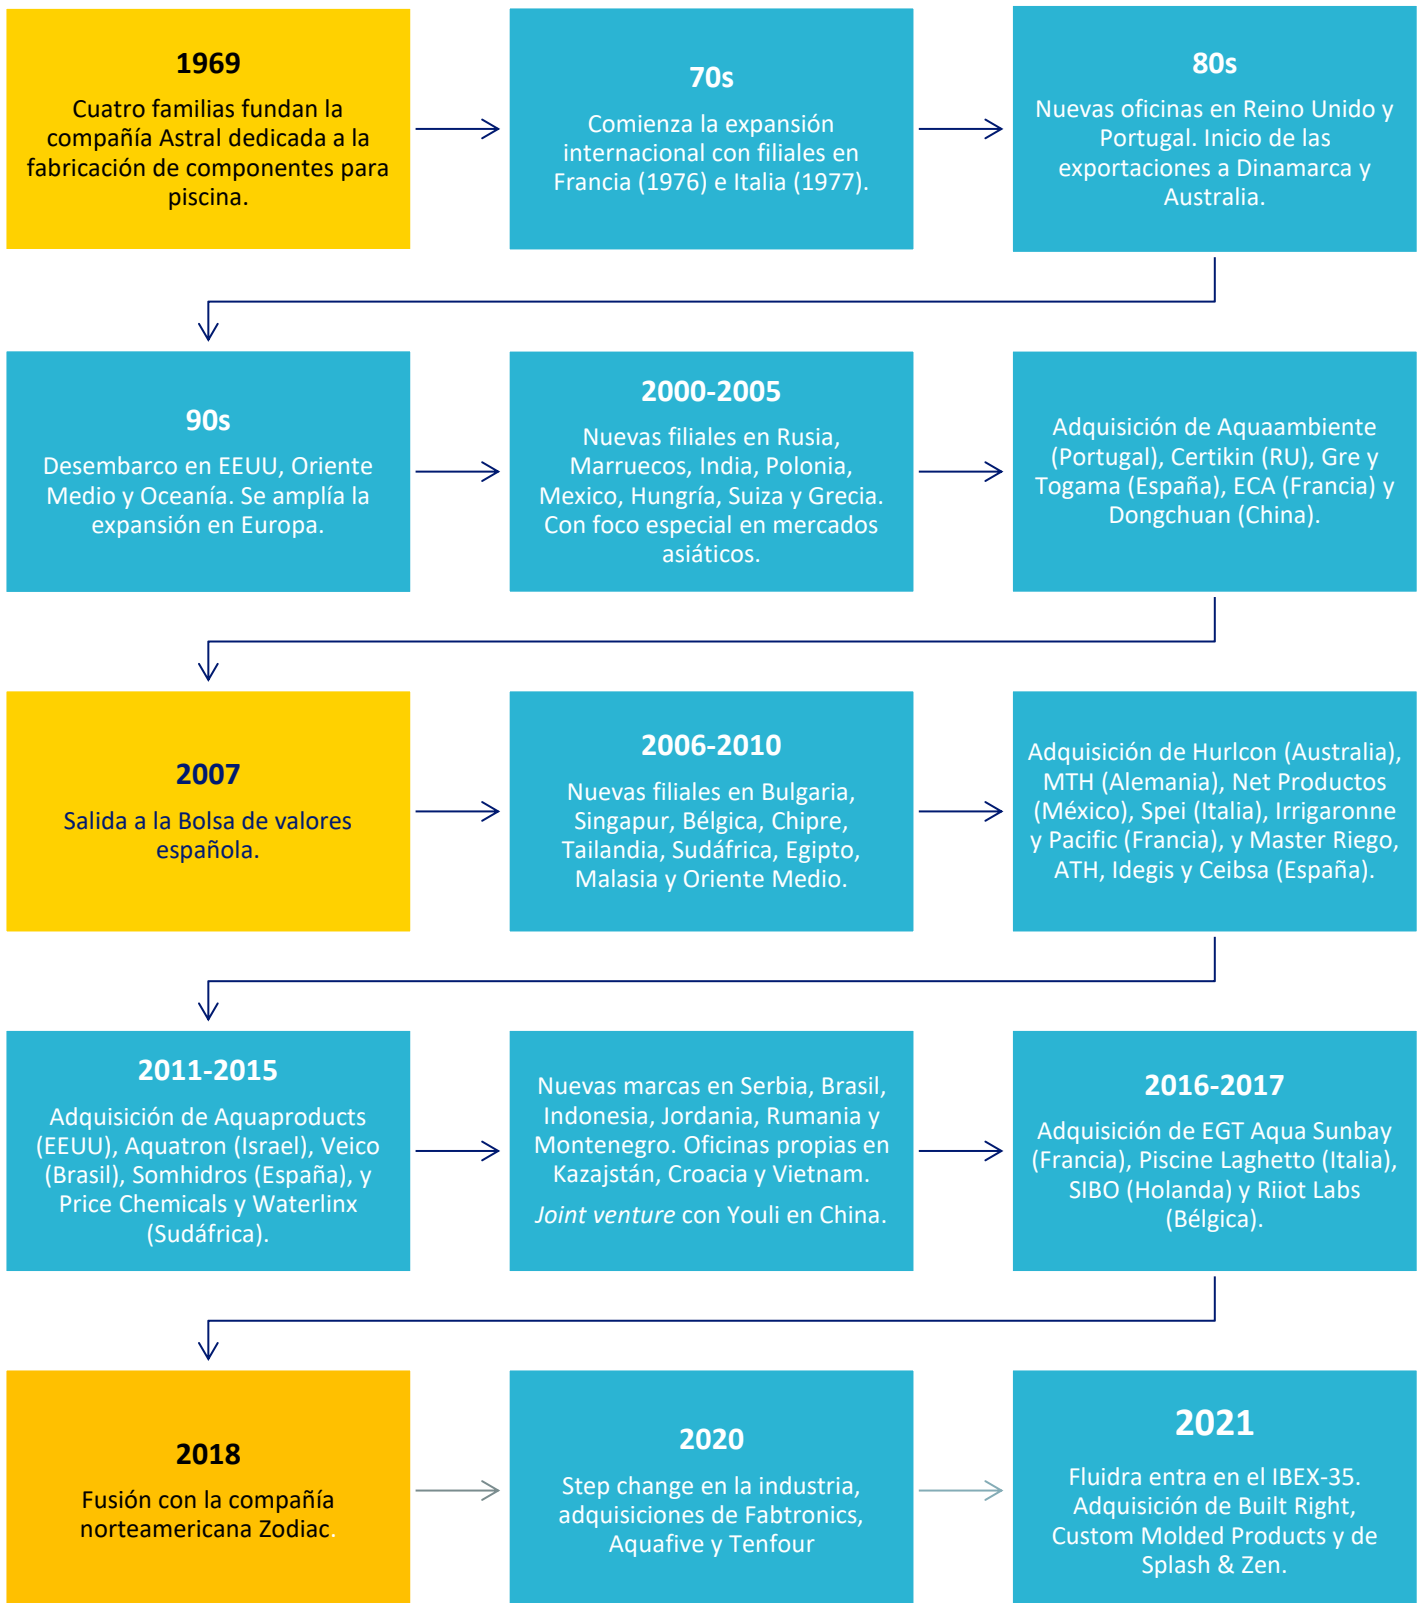 1969
Cuatro familias fundan la
compañía Astral dedicada a la
fabricación de componentes para
piscina.
70s
Comienza la expansión
internacional con filiales en
Francia (1976) e Italia (1977).
80s
Nuevas oficinas en Reino Unido y
Portugal. Inicio de las
exportaciones a Dinamarca y
Australia.
90s
Desembarco en EEUU, Oriente
Medio y Oceanía. Se amplía la
expansión en Europa.
2000-2005
Nuevas filiales en Rusia,
Marruecos, India, Polonia,
Mexico, Hungría, Suiza y Grecia.
Con foco especial en mercados
asiáticos.
Adquisición de Aquaambiente
(Portugal), Certikin (RU), Gre y
Togama (España), ECA (Francia) y
Dongchuan (China).
2007
Salida a la Bolsa de valores
española.
2006-2010
Nuevas filiales en Bulgaria,
Singapur, Bélgica, Chipre,
Tailandia, Sudáfrica, Egipto,
Malasia y Oriente Medio.
Adquisición de Hurlcon (Australia),
MTH (Alemania), Net Productos
(México), Spei (Italia), Irrigaronne
y Pacific (Francia), y Master Riego,
ATH, Idegis y Ceibsa (España).
2011-2015
Adquisición de Aquaproducts
(EEUU), Aquatron (Israel), Veico
(Brasil), Somhidros (España), y
Price Chemicals y Waterlinx
(Sudáfrica).
Nuevas marcas en Serbia, Brasil,
Indonesia, Jordania, Rumania y
Montenegro. Oficinas propias en
Kazajstán, Croacia y Vietnam.
Joint venture con Youli en China.
2016-2017
Adquisición de EGT Aqua Sunbay
(Francia), Piscine Laghetto (Italia),
SIBO (Holanda) y Riiot Labs
(Bélgica).
2018
Fusión con la compañía
norteamericana Zodiac.
2020
Step change en la industria,
adquisiciones de Fabtronics,
Aquafive y Tenfour
2021
Fluidra entra en el IBEX-35.
Adquisición de Built Right,
Custom Molded Products y de
Splash & Zen.